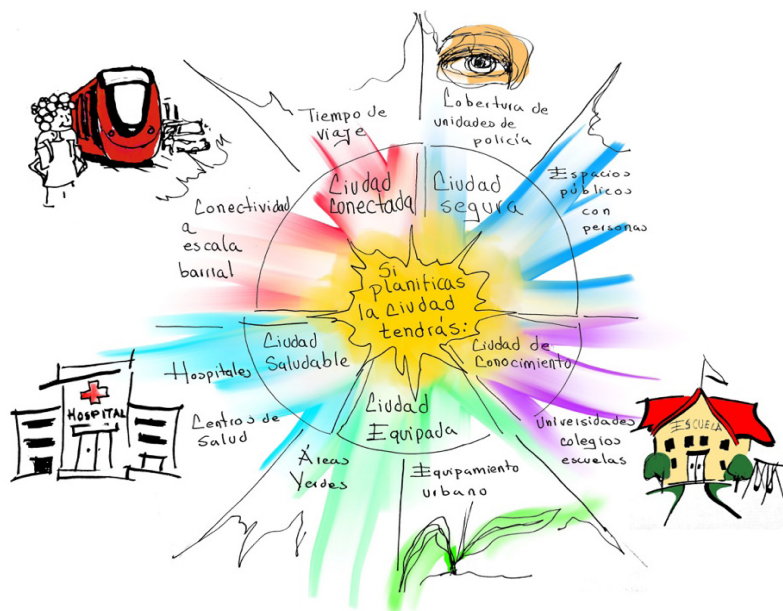 Si
planificas
la Ciudad
tendrás:
Ciudad
Conectada
Tiempo de
viaje
Conectividad
a
escala
barrial
Ciudad
segura
Cobertura de
unidades de
policía
Espacios
públicos
con
personas
Ciudad de
Conocimiento
Universidades
colegios
escuelas
ESCUELA
Ciudad
Equipada
Equipamiento
urbano
Áreas
Verdes
Ciudad
Saludable
Hospitales
Centros de
Salud
HOSPITAL